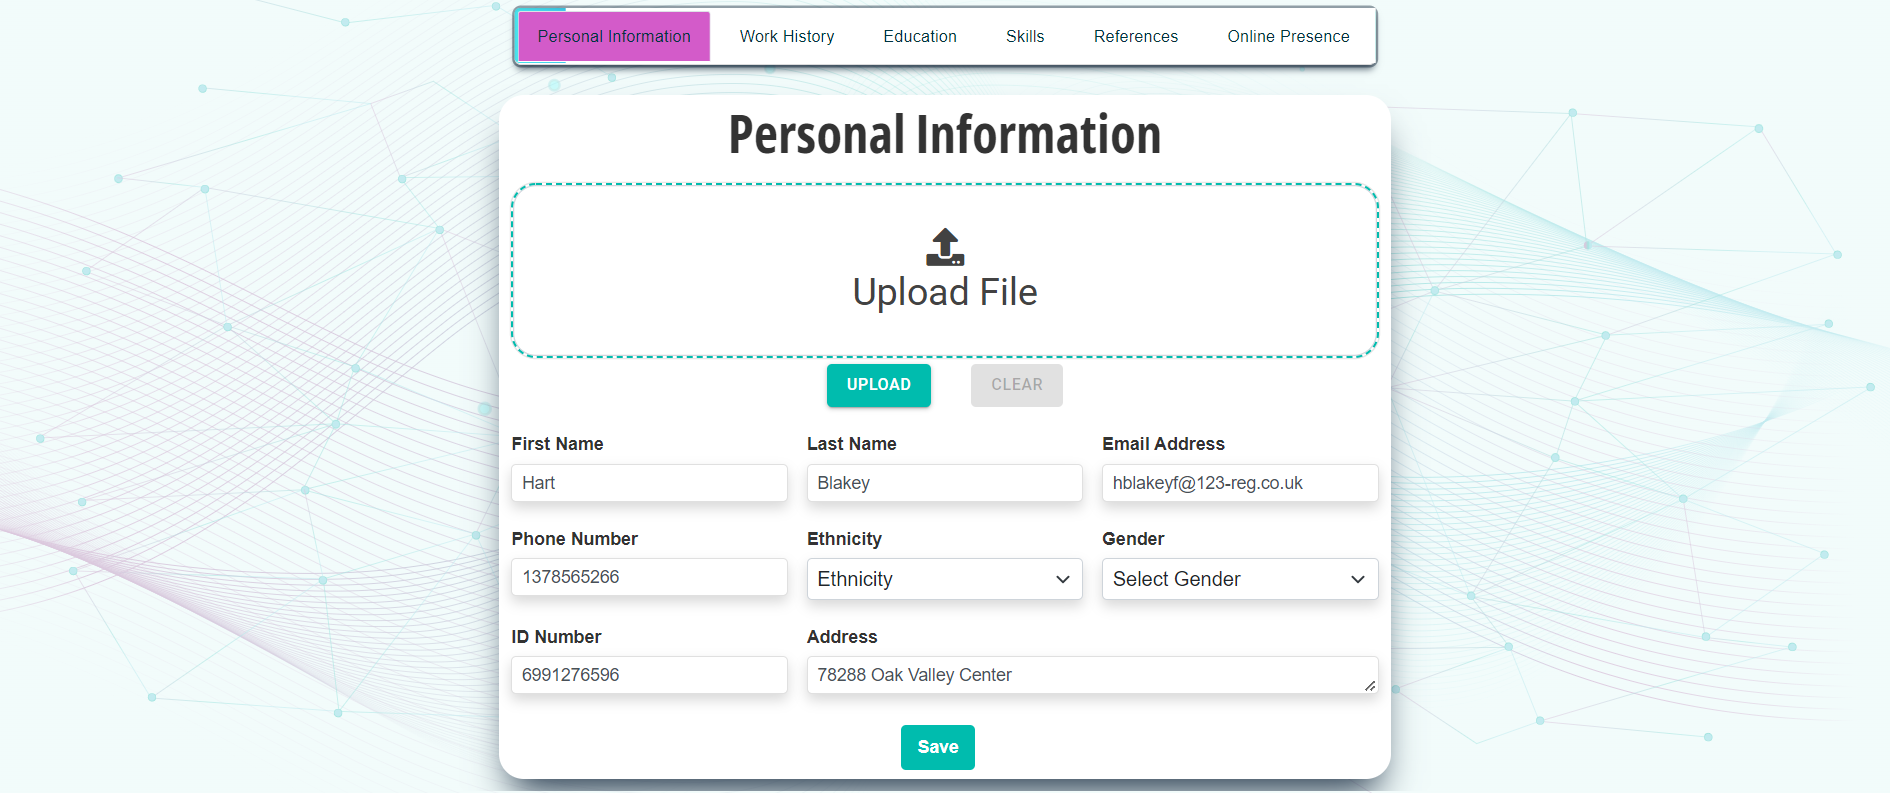 Personal Information Work History Education Skills References Online Presence
Personal Information
Upload File
UPLOAD CLEAR
First Name Last Name Email Address
Hart Blakey hblakeyf@123-reg.co.uk
Phone Number Ethnicity Gender
1378565266 Ethnicity Select Gender
ID Number Address
6991276596 78288 Oak Valley Center
Save